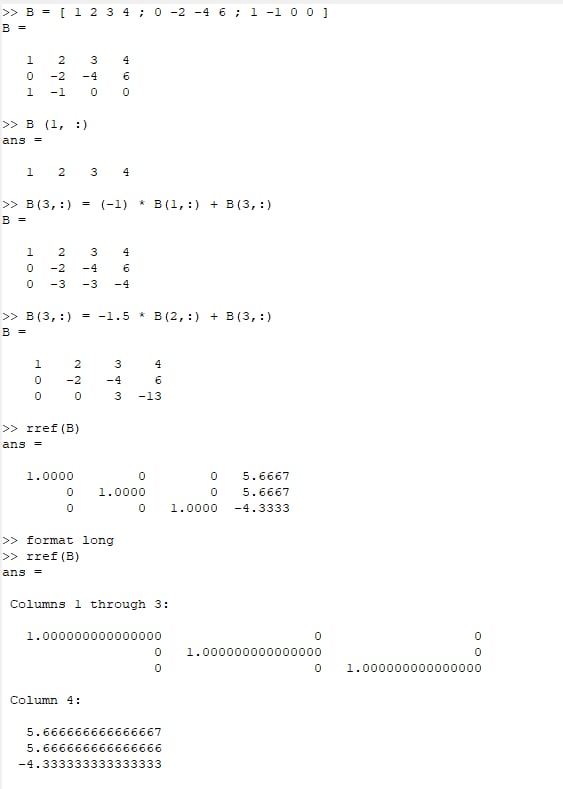 >> B = [ 1 2 3 4 ; 0 -2 -4 6 ; 1 -1 0 0 ]
B =
1 2 3 4
0 -2 -4 6
1 -1 0 0
>> B (1, :)
ans =
1 2 3 4
>> B(3,:) = (-1) * B(1,:) + B(3,:)
B =
1 2 3 4
0 -2 -4 6
0 -3 -3 -4
>> B(3,:) = -1.5 * B(2,:) + B(3,:)
B =
1 2 3 4
0 -2 -4 6
0 0 3 -13
>> rref(B)
ans =
1.0000 0 0 5.6667
0 1.0000 0 5.6667
0 0 1.0000 -4.3333
>> format long
>> rref(B)
ans =
Columns 1 through 3:
1.000000000000000 0 0
0 1.000000000000000 0
0 0 1.000000000000000
Column 4:
5.666666666666667
5.666666666666666
-4.333333333333333